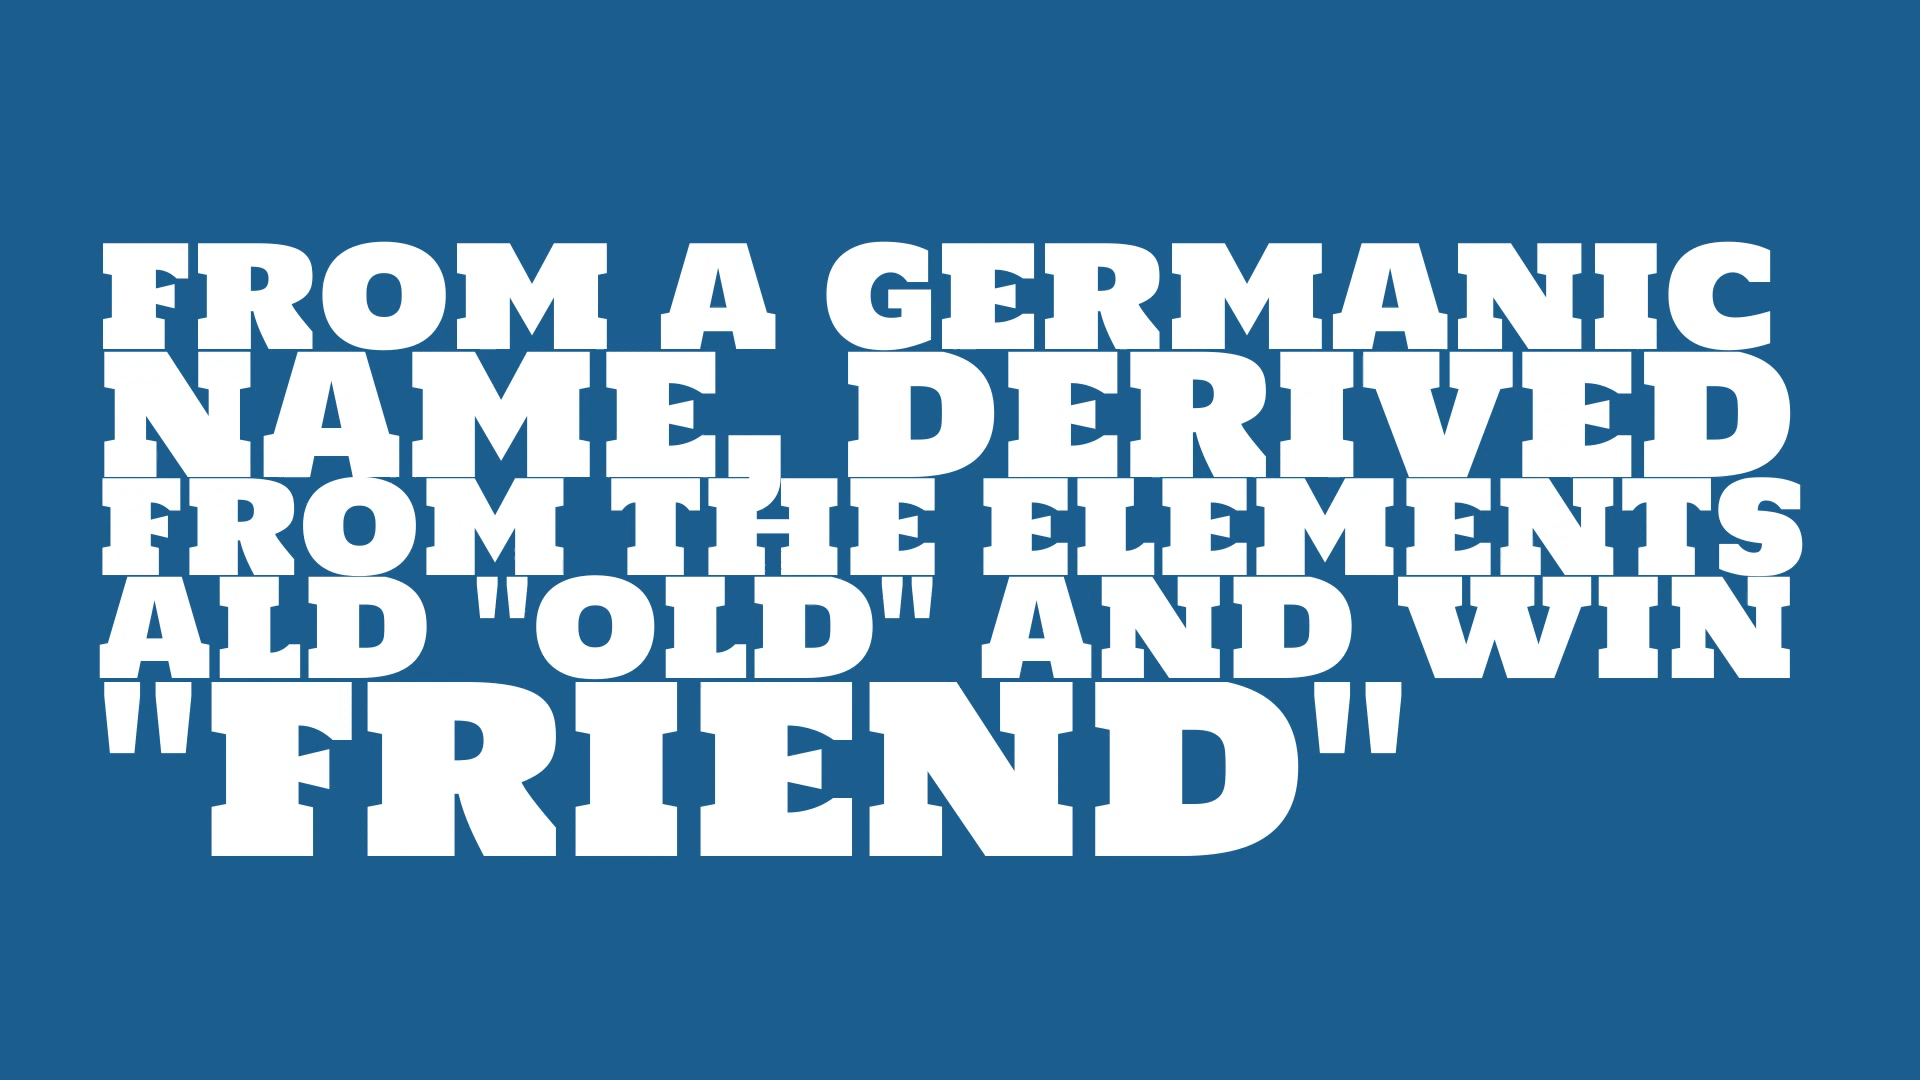 FROM A GERMANIC
NAME, DERIVED
FROM THE ELEMENTS
ALD "OLD" AND WIN
"FRIEND"